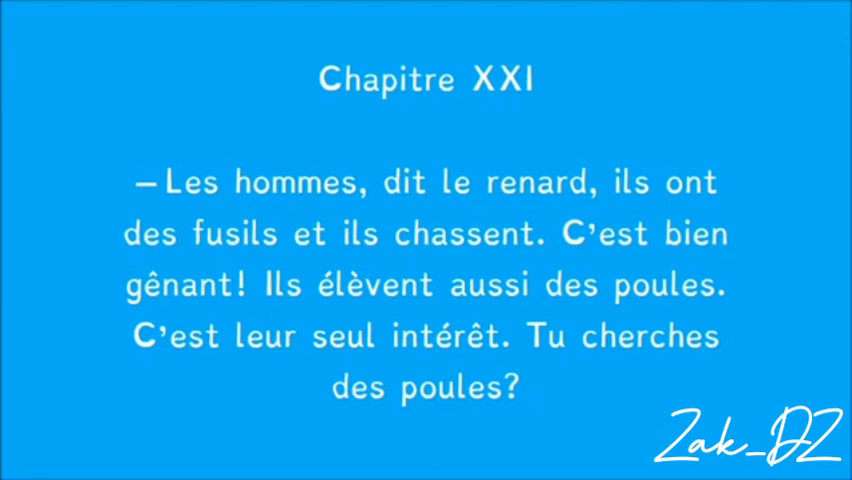 Chapitre XXI
– Les hommes, dit le renard, ils ont
des fusils et ils chassent. C'est bien
gênant! Ils élèvent aussi des poules.
C'est leur seul intérêt. Tu cherches
des poules?
Zak_DZ